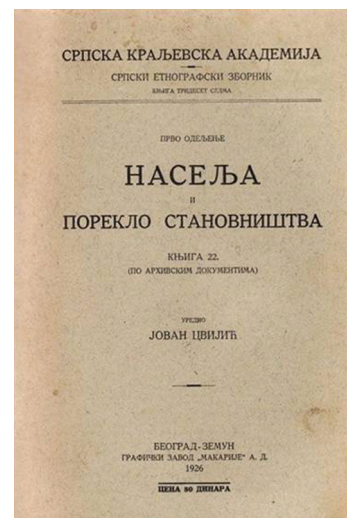 СРПСКА КРАЉЕВСКА АКАДЕМИЈА
СРПСКИ ЕТНОГРАФСКИ ЗБОРНИК
КЊИГА ТРИДЕСЕТ СЕДМА
ПРВО ОДЕЉЕЊЕ
НАСЕЉА
И
ПОРЕКЛО СТАНОВНИШТВА
КЊИГА 22.
(ПО АРХИВСКИМ ДОКУМЕНТИМА)
УРЕДИО
ЈОВАН ЦВИЈИЋ
БЕОГРАД-ЗЕМУН
ГРАФИЧКИ ЗАВОД „МАКАРИЈЕ“ А. Д.
1926
ЦЕНА 80 ДИНАРА